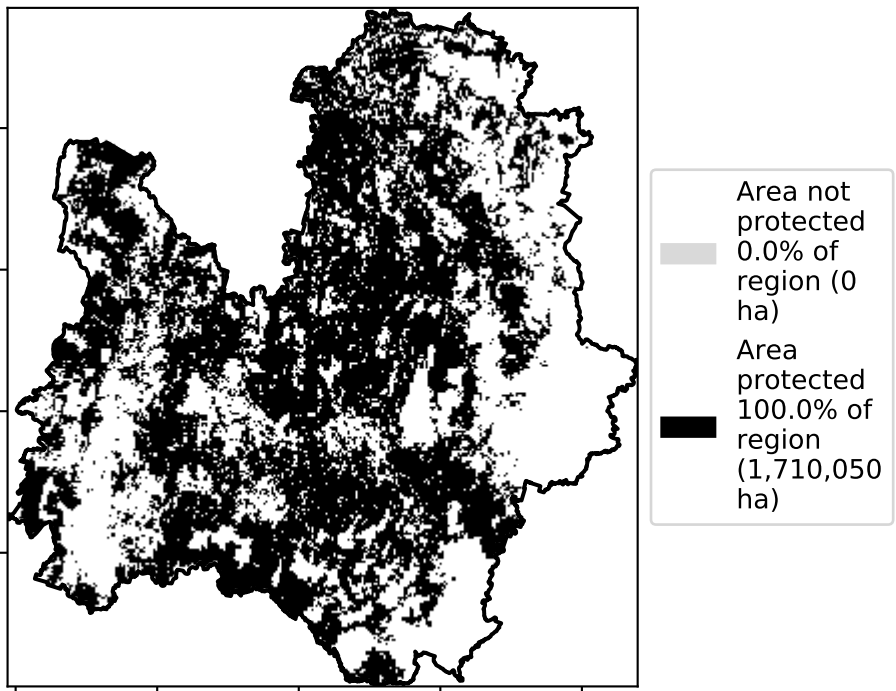 Area not
protected
0.0% of
region (0
ha)
Area
protected
100.0% of
region
(1,710,050
ha)